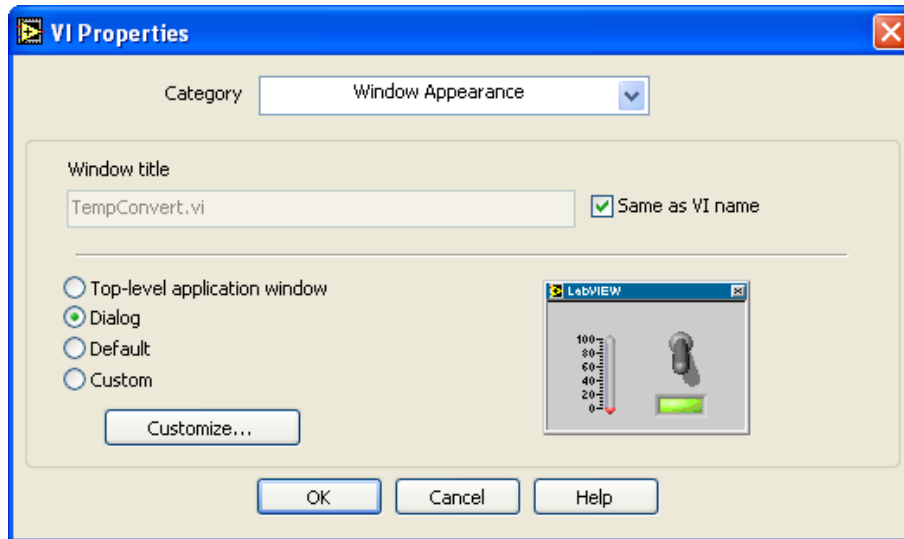 VI Properties
Category Window Appearance
Window title
TempConvert.vi Same as VI name
Top-level application window
Dialog
Default
Custom
Customize...
LabVIEW
100
80
60
40
20
0
OK Cancel Help